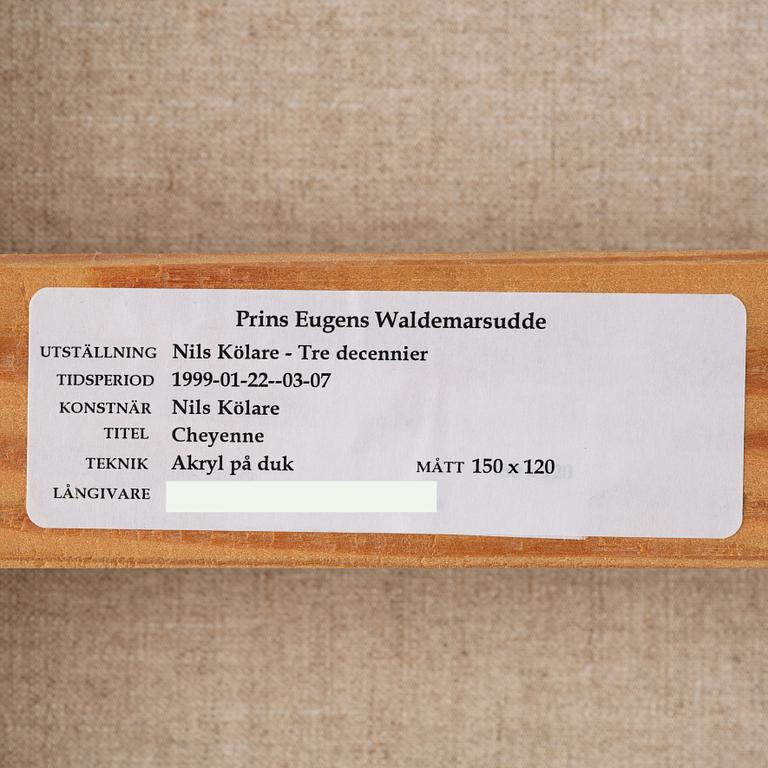 Prins Eugens Waldemarsudde
UTSTÄLLNING Nils Kölare - Tre decennier
TIDSPERIOD 1999-01-22--03-07
KONSTNÄR Nils Kölare
TITEL Cheyenne
TEKNIK Akryl på duk MÅTT 150 x 120
LÅNGIVARE